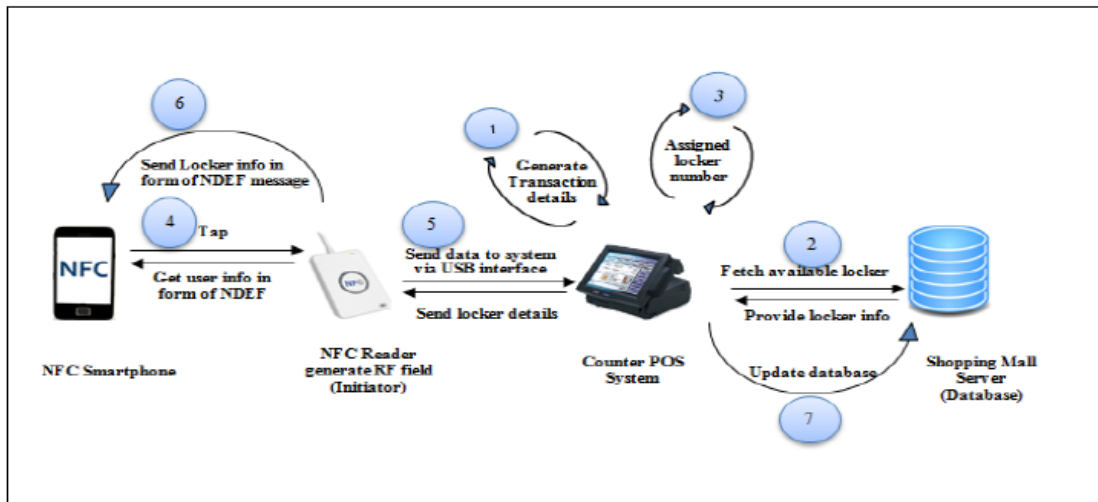 6
Send Locker info in
form of NDEF message
1
Generate
Transaction
details
3
Assigned
locker
number
4
Tap
Get user info in
form of NDEF
5
Send data to system
via USB interface
Send locker details
2
Fetch available locker
Provide locker info
NFC
NFC
NFC Smartphone
NFC Reader
generate RF field
(Initiator)
Counter POS
System
Update database
7
Shopping Mall
Server
(Database)